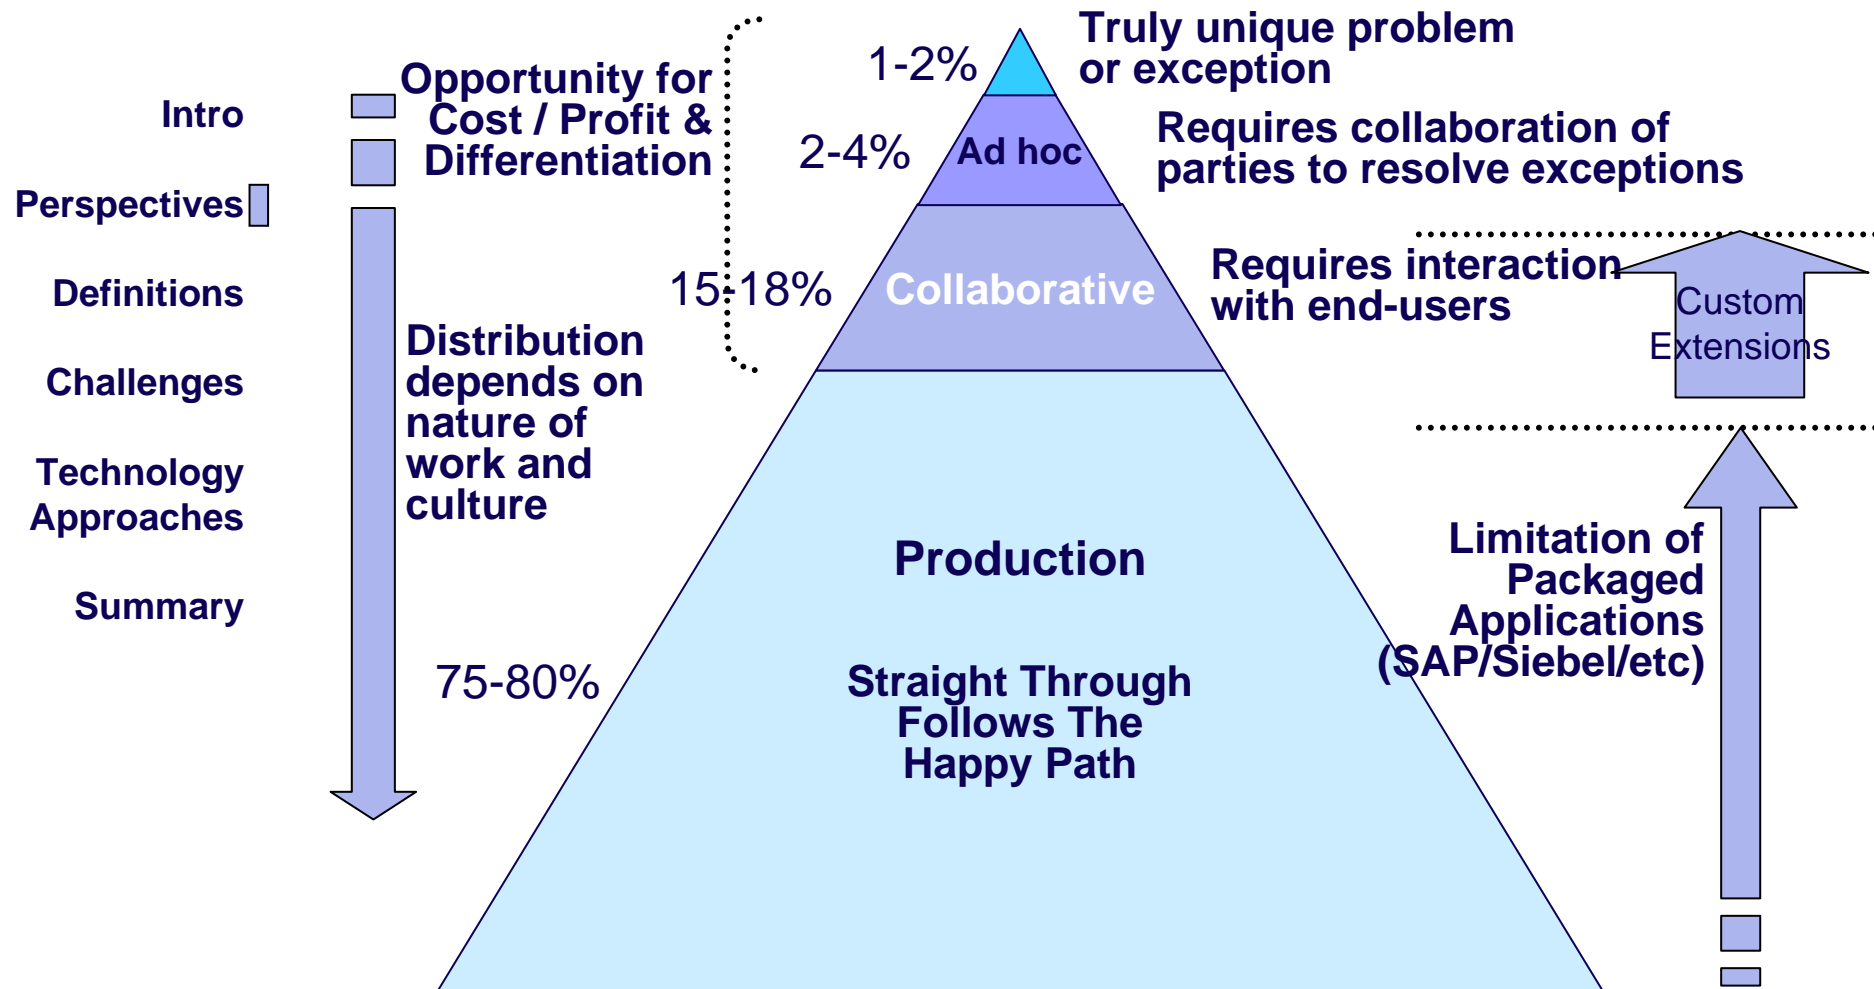 Intro
Perspectives
Definitions
Challenges
Technology
Approaches
Summary
Opportunity for
Cost / Profit &
Differentiation
Distribution
depends on
nature of
work and
culture
1-2%
Truly unique problem
or exception
2-4%
Ad hoc
Requires collaboration of
parties to resolve exceptions
15-18%
Collaborative
Requires interaction
with end-users
Custom
Extensions
75-80%
Production
Straight Through
Follows The
Happy Path
Limitation of
Packaged
Applications
(SAP/Siebel/etc)